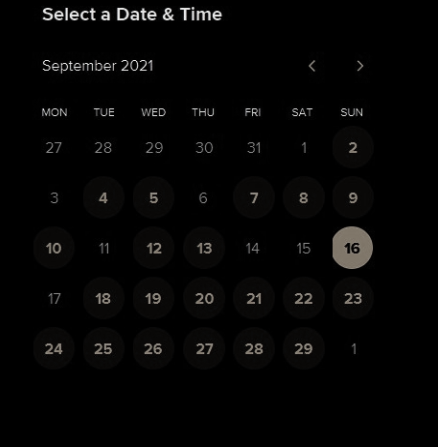 Select a Date & Time
September 2021
MON TUE WED THU FRI SAT SUN
27 28 29 30 31 1 2
3 4 5 6 7 8 9
10 11 12 13 14 15 16
17 18 19 20 21 22 23
24 25 26 27 28 29 1